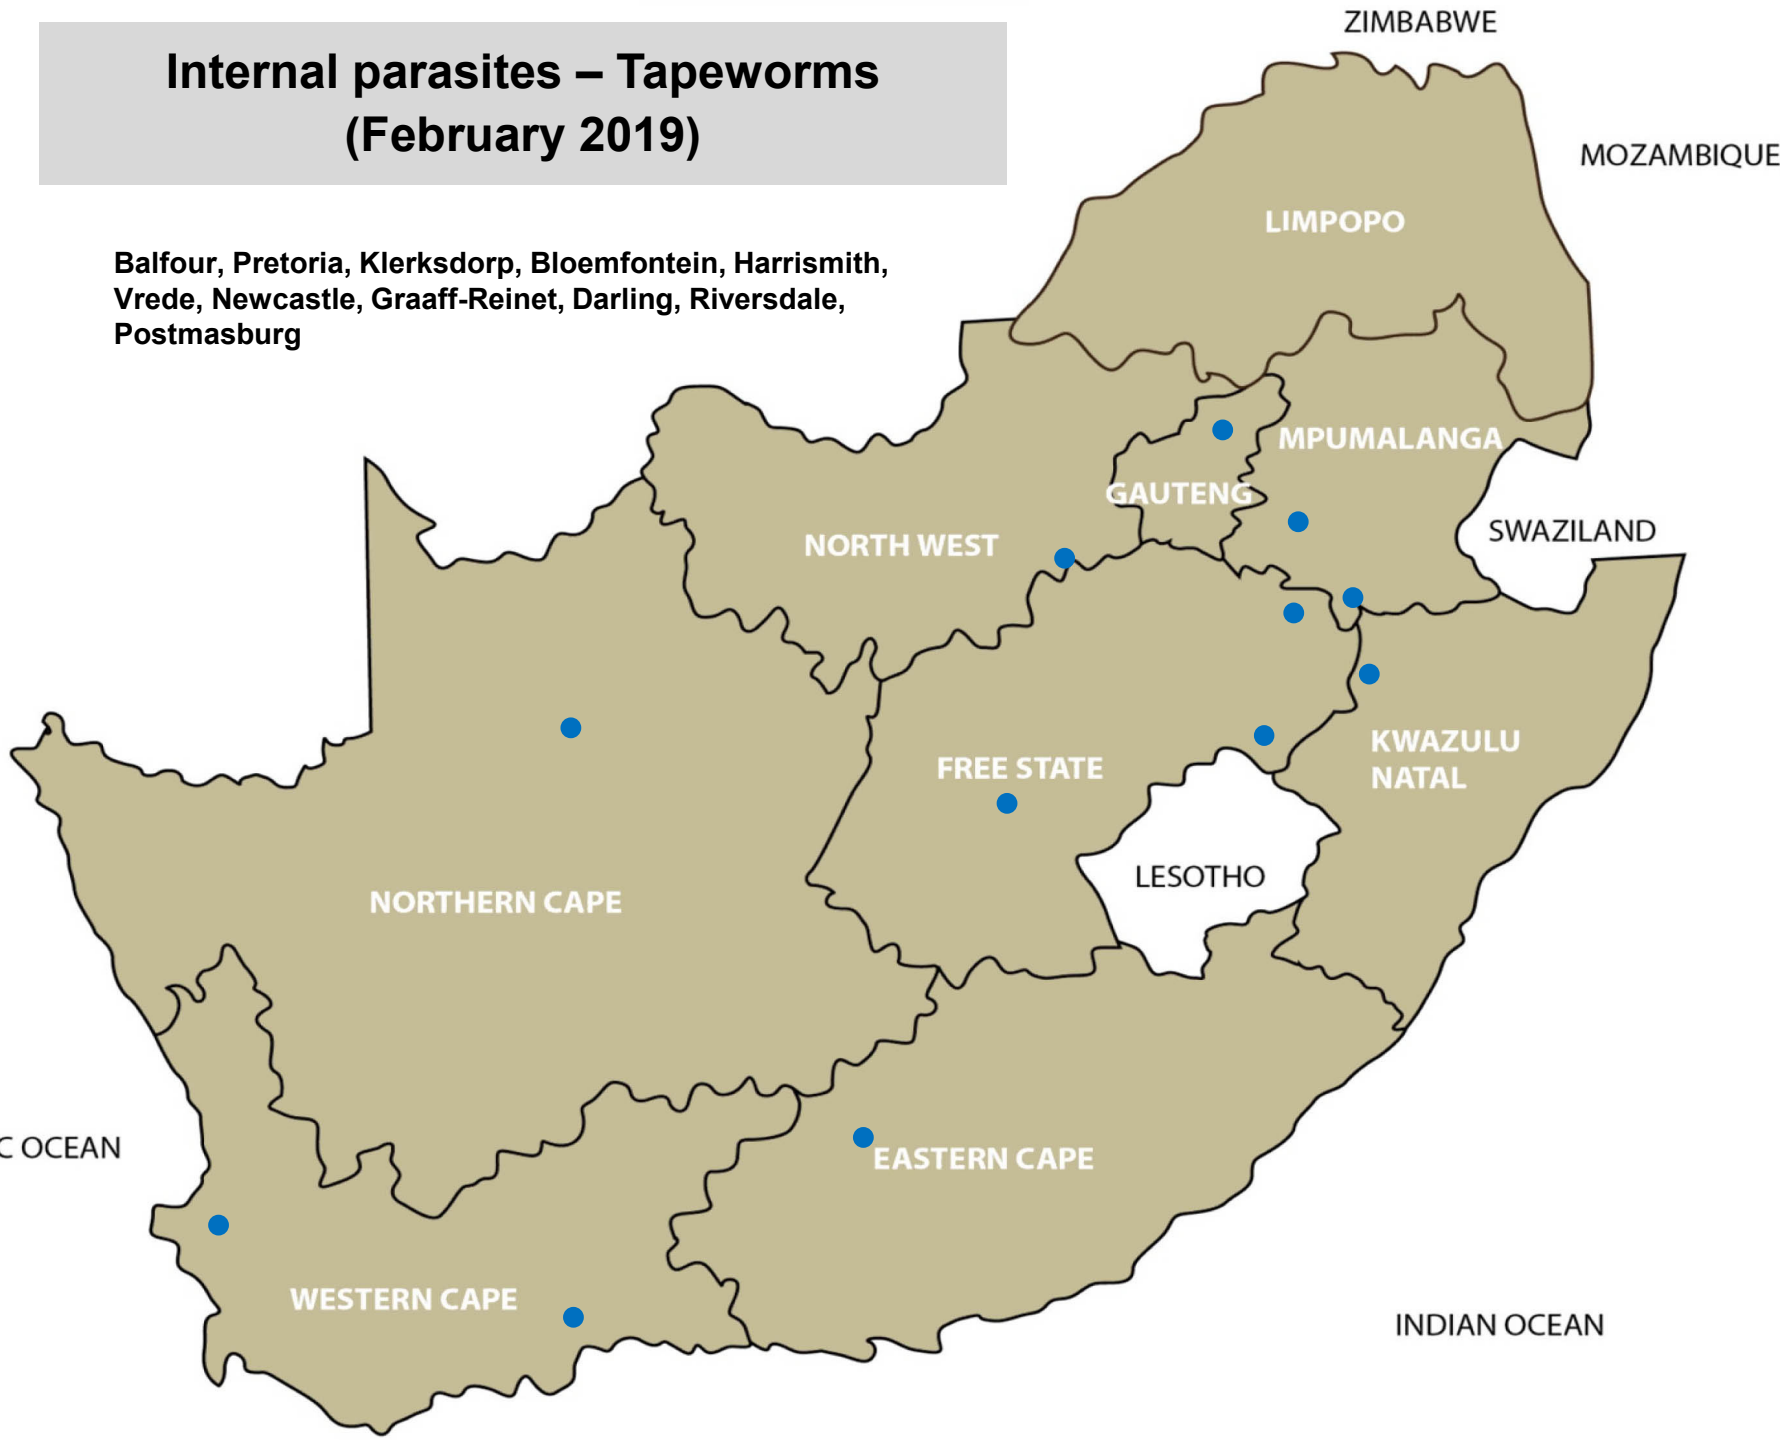 Internal parasites – Tapeworms
(February 2019)
Balfour, Pretoria, Klerksdorp, Bloemfontein, Harrismith,
Vrede, Newcastle, Graaff-Reinet, Darling, Riversdale,
Postmasburg
ZIMBABWE
MOZAMBIQUE
LIMPOPO
MPUMALANGA
GAUTENG
SWAZILAND
NORTH WEST
KWAZULU
NATAL
FREE STATE
LESOTHO
NORTHERN CAPE
C OCEAN
EASTERN CAPE
WESTERN CAPE
INDIAN OCEAN